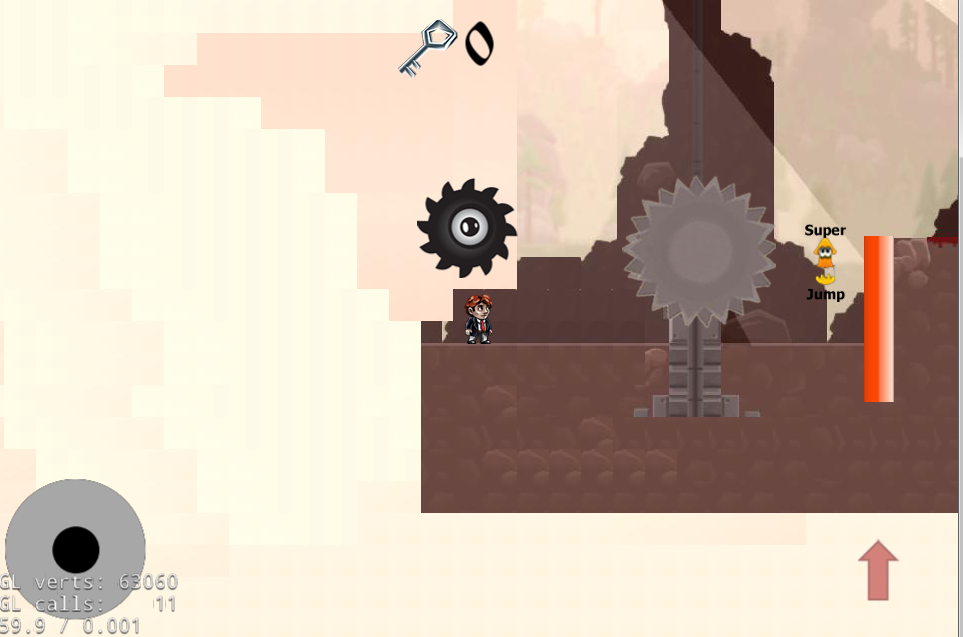 0
Super
Jump
GL verts: 63060
GL calls: 11
59.9 / 0.001